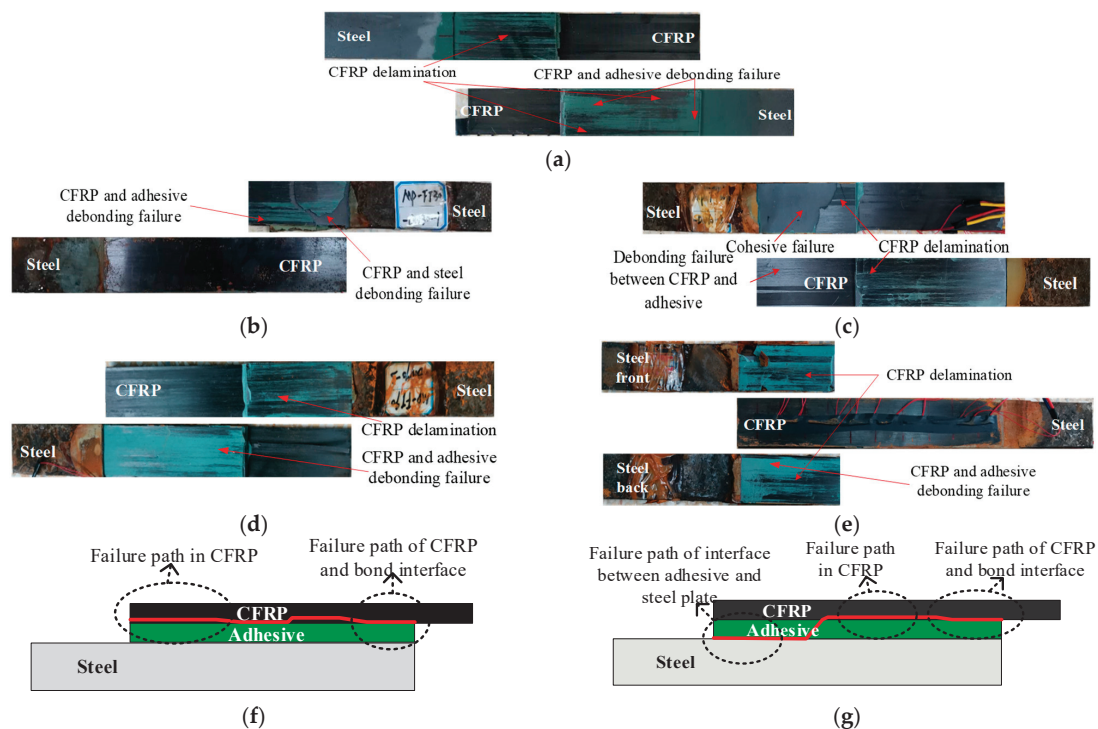 Steel
CFRP
CFRP delamination
CFRP and adhesive debonding failure
CFRP
Steel
(a)
CFRP and adhesive
debonding failure
Steel
Steel
CFRP
CFRP and steel
debonding failure
(b)
Steel
Cohesive failure
CFRP delamination
Debonding failure
between CFRP and
adhesive
CFRP
Steel
(c)
CFRP
Steel
CFRP delamination
Steel
CFRP and adhesive
debonding failure
(d)
Steel
front
CFRP delamination
CFRP
Steel
Steel
back
CFRP and adhesive
debonding failure
(e)
Failure path in CFRP
Failure path of CFRP
and bond interface
CFRP
Adhesive
Steel
(f)
Failure path of interface
between adhesive and
steel plate
Failure path
in CFRP
Failure path of CFRP
and bond interface
CFRP
Adhesive
Steel
(g)